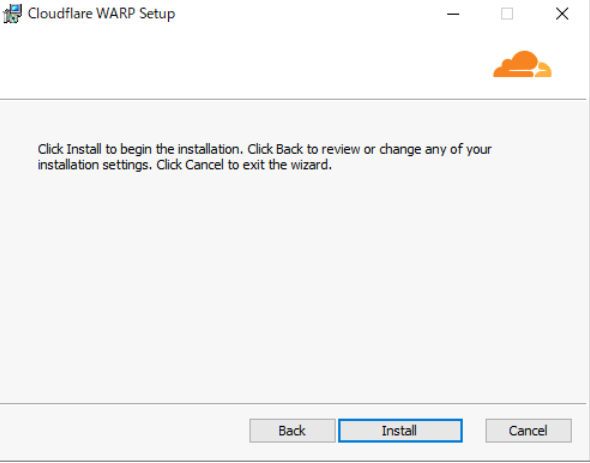 Cloudflare WARP Setup
Click Install to begin the installation. Click Back to review or change any of your
installation settings. Click Cancel to exit the wizard.
Back Install Cancel